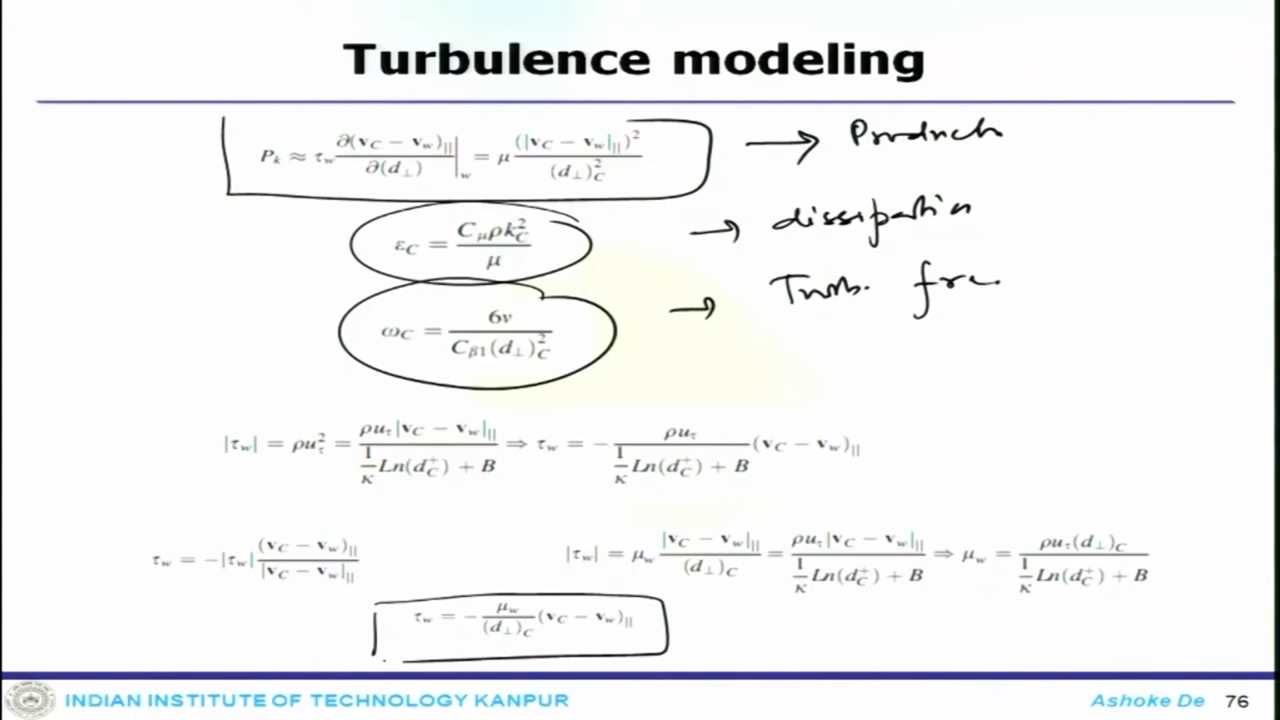 Turbulence modeling
P_k ≈ τ_w ∂(v_C − v_w)_|| / ∂(d_⊥) |_w = μ (|v_C − v_w|_||)² / (d_⊥)²_C → Product
ε_C = C_μ ρk²_C / μ → dissipation
ω_C = 6ν / C_β1(d_⊥)²_C → Turb. fre.
|τ_w| = ρu²_τ = ρu_τ|v_C − v_w|_|| / (1/κ Ln(d⁺_C) + B) ⇒ τ_w = − ρu_τ / (1/κ Ln(d⁺_C) + B) (v_C − v_w)_||
τ_w = −|τ_w| (v_C − v_w)_|| / |v_C − v_w|_|| |τ_w| = μ_w |v_C − v_w|_|| / (d_⊥)_C = ρu_τ|v_C − v_w|_|| / (1/κ Ln(d⁺_C) + B) ⇒ μ_w = ρu_τ(d_⊥)_C / (1/κ Ln(d⁺_C) + B)
τ_w = − μ_w / (d_⊥)_C (v_C − v_w)_||
INDIAN INSTITUTE OF TECHNOLOGY KANPUR Ashoke De 76